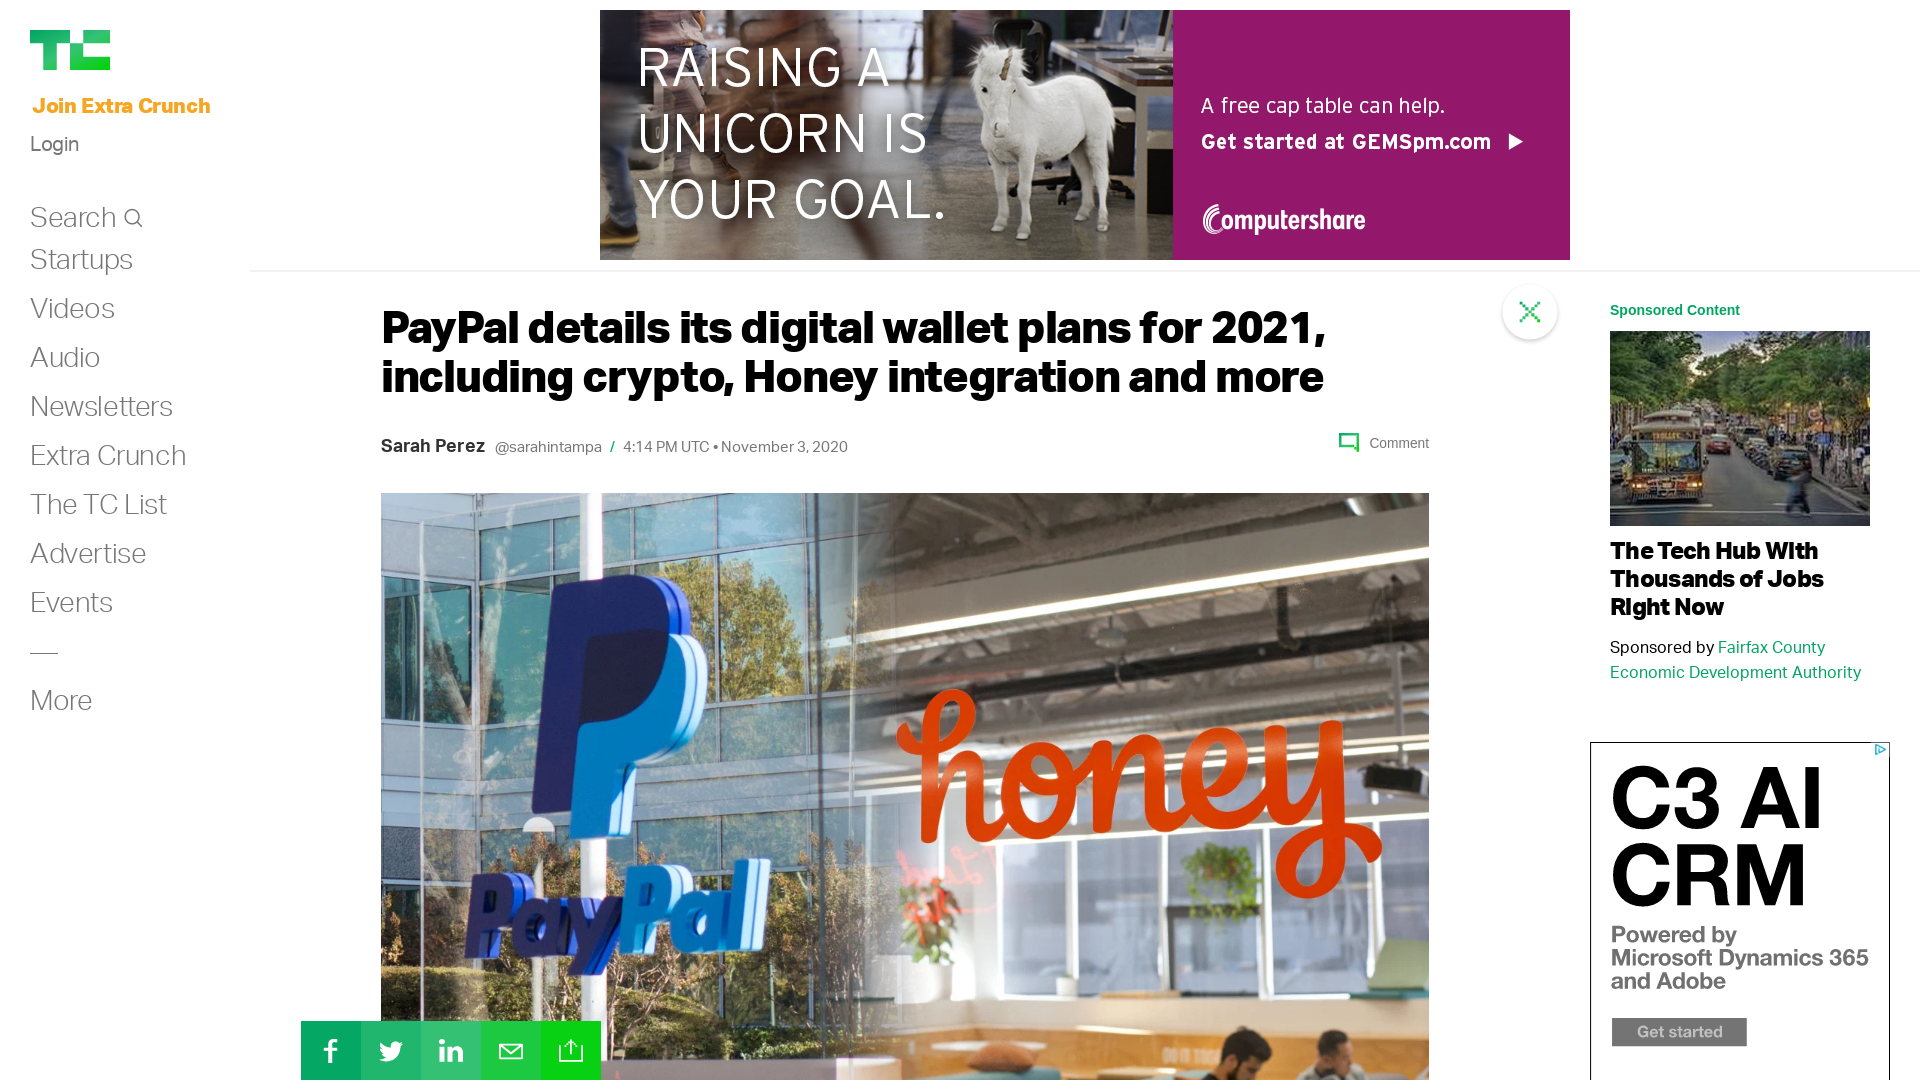 TC
Join Extra Crunch
Login
Search
Startups
Videos
Audio
Newsletters
Extra Crunch
The TC List
Advertise
Events
—
More
RAISING A
UNICORN IS
YOUR GOAL.
A free cap table can help.
Get started at GEMSpm.com
Computershare
PayPal details its digital wallet plans for 2021,
including crypto, Honey integration and more
Sarah Perez @sarahintampa / 4:14 PM UTC • November 3, 2020
Comment
PayPal
honey
Sponsored Content
TROLLEY
The Tech Hub With
Thousands of Jobs
Right Now
Sponsored by Fairfax County
Economic Development Authority
C3 AI
CRM
Powered by
Microsoft Dynamics 365
and Adobe
Get started